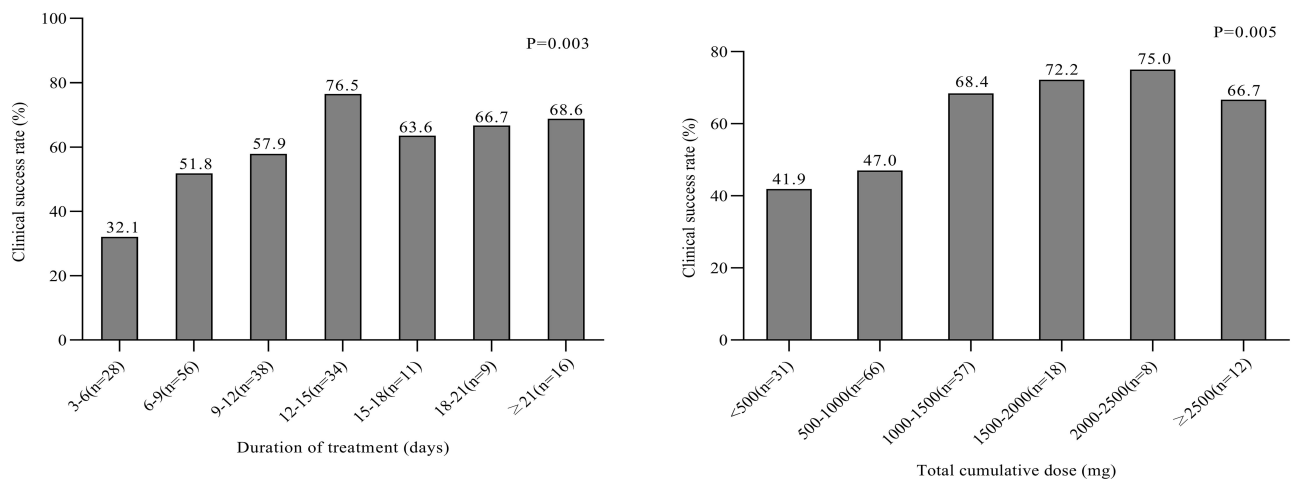 P=0.003
Clinical success rate (%)
100
80
60
40
20
0
32.1
51.8
57.9
76.5
63.6
66.7
68.6
3-6(n=28)
6-9(n=56)
9-12(n=38)
12-15(n=34)
15-18(n=11)
18-21(n=9)
≥21(n=16)
Duration of treatment (days)
P=0.005
Clinical success rate (%)
80
60
40
20
0
41.9
47.0
68.4
72.2
75.0
66.7
<500(n=31)
500-1000(n=66)
1000-1500(n=57)
1500-2000(n=18)
2000-2500(n=8)
≥2500(n=12)
Total cumulative dose (mg)